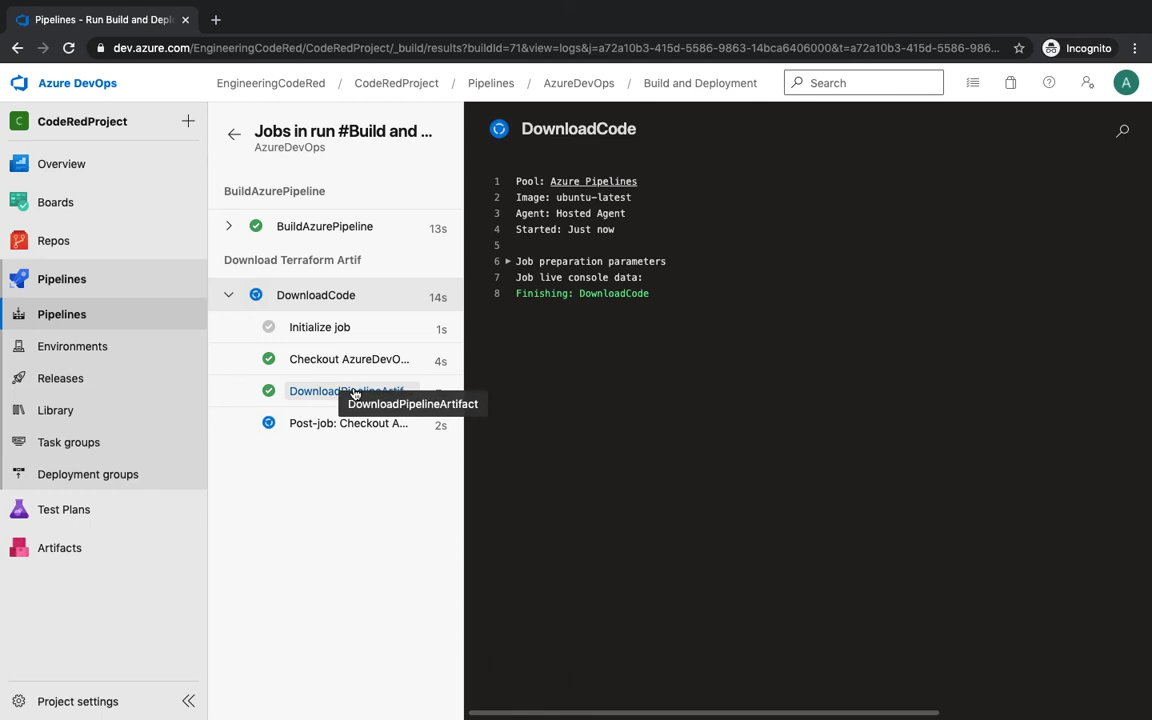 Pipelines - Run Build and Depl
dev.azure.com/EngineeringCodeRed/CodeRedProject/_build/results?buildId=71&view=logs&j=a72a10b3-415d-5586-9863-14bca6406000&t=a72a10b3-415d-5586-986...
Incognito
Azure DevOps
EngineeringCodeRed / CodeRedProject / Pipelines / AzureDevOps / Build and Deployment
Search
A
C CodeRedProject
Overview
Boards
Repos
Pipelines
Pipelines
Environments
Releases
Library
Task groups
Deployment groups
Test Plans
Artifacts
Project settings
Jobs in run #Build and ...
AzureDevOps
BuildAzurePipeline
BuildAzurePipeline 13s
Download Terraform Artif
DownloadCode 14s
Initialize job 1s
Checkout AzureDevO... 4s
DownloadPipelineArtif...
DownloadPipelineArtifact
Post-job: Checkout A... 2s
DownloadCode
1 Pool: Azure Pipelines
2 Image: ubuntu-latest
3 Agent: Hosted Agent
4 Started: Just now
5
6 Job preparation parameters
7 Job live console data:
8 Finishing: DownloadCode